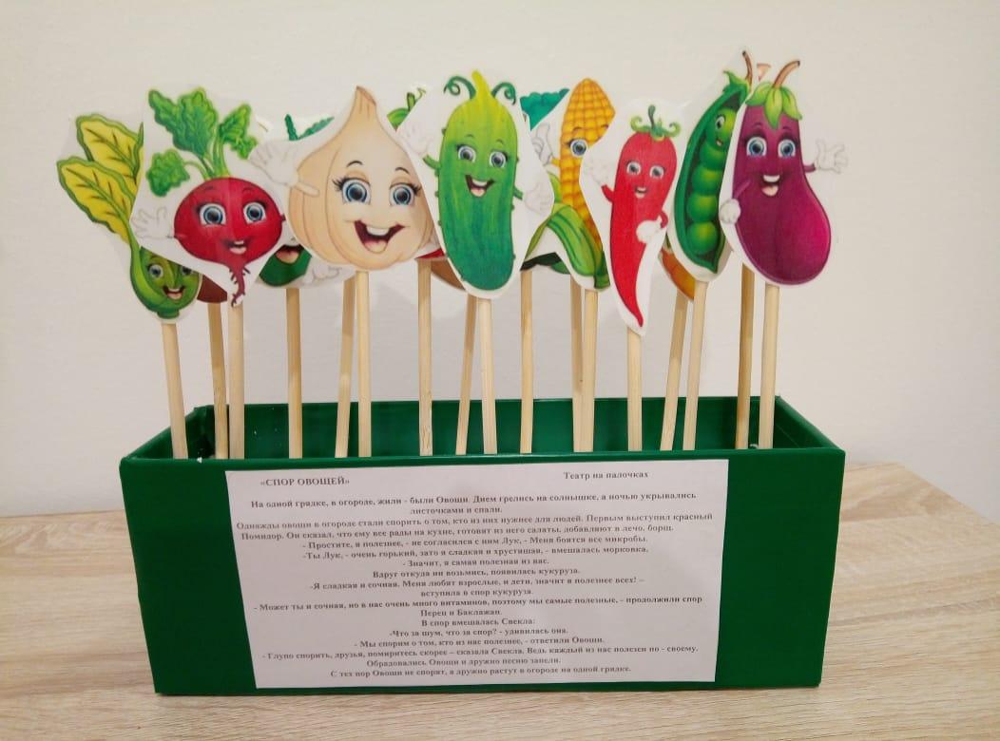 «СПОР ОВОЩЕЙ» Театр на палочках
На одной грядке, в огороде, жили - были Овощи. Днем грелись на солнышке, а ночью укрывались
листочками и спали.
Однажды овощи в огороде стали спорить о том, кто из них нужнее для людей. Первым выступил красный
Помидор. Он сказал, что ему все рады на кухне, готовят из него салаты, добавляют в лечо, борщ.
- Простите, я полезнее, - не согласился с ним Лук, - Меня боятся все микробы.
-Ты Лук, - очень горький, зато я сладкая и хрустящая, - вмешалась морковка.
- Значит, я самая полезная из вас.
Вдруг откуда ни возьмись, появилась кукуруза.
-Я сладкая и сочная. Меня любят взрослые, и дети, значит я полезнее всех! –
вступила в спор кукуруза.
- Может ты и сочная, но в нас очень много витаминов, поэтому мы самые полезные, - продолжили спор
Перец и Баклажан.
В спор вмешалась Свекла:
-Что за шум, что за спор? - удивилась она.
- Мы спорим о том, кто из нас полезнее, - ответили Овощи.
- Глупо спорить, друзья, помиритесь скорее – сказала Свекла. Ведь каждый из нас полезен по - своему.
Обрадовались Овощи и дружно песню запели.
С тех пор Овощи не спорят, а дружно растут в огороде на одной грядке.